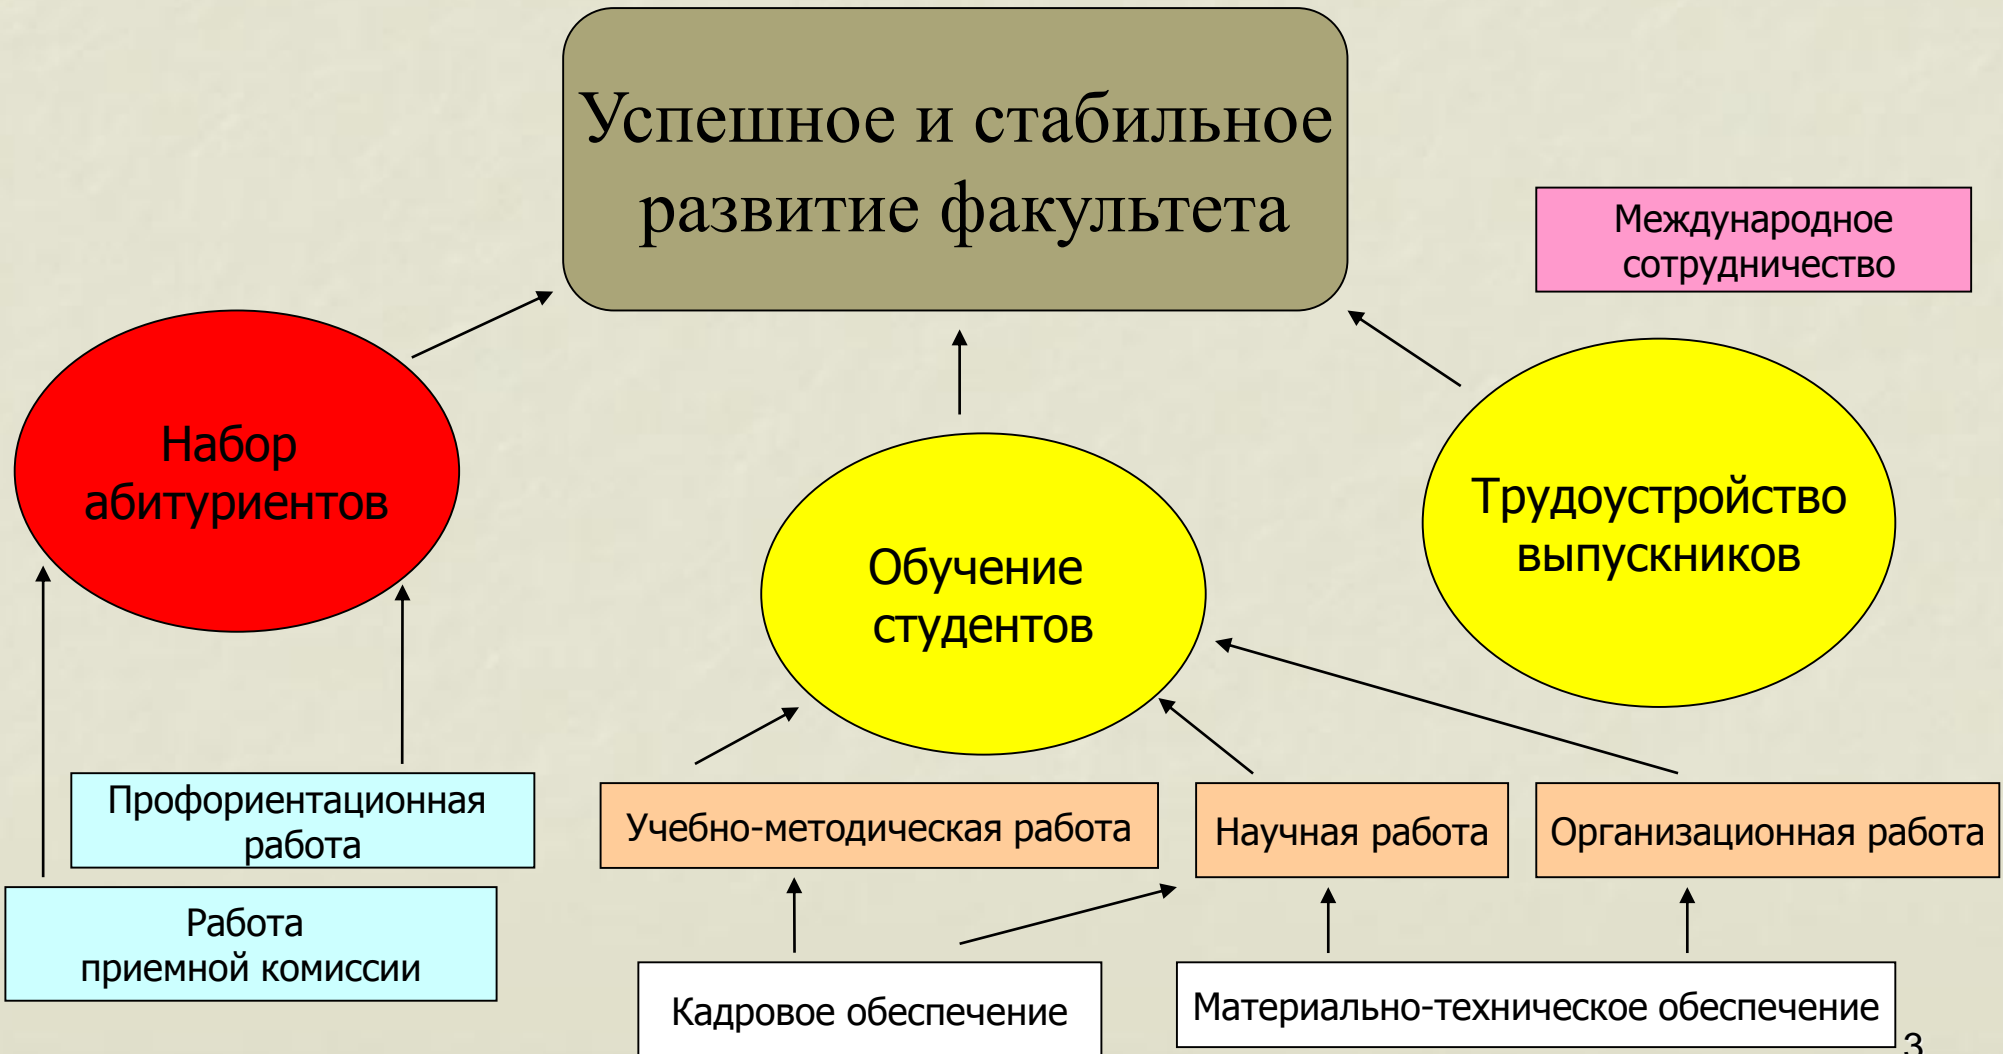 Успешное и стабильное
развитие факультета
Международное
сотрудничество
Набор
абитуриентов
Трудоустройство
выпускников
Обучение
студентов
Профориентационная
работа
Учебно-методическая работа
Научная работа
Организационная работа
Работа
приемной комиссии
Кадровое обеспечение
Материально-техническое обеспечение
3